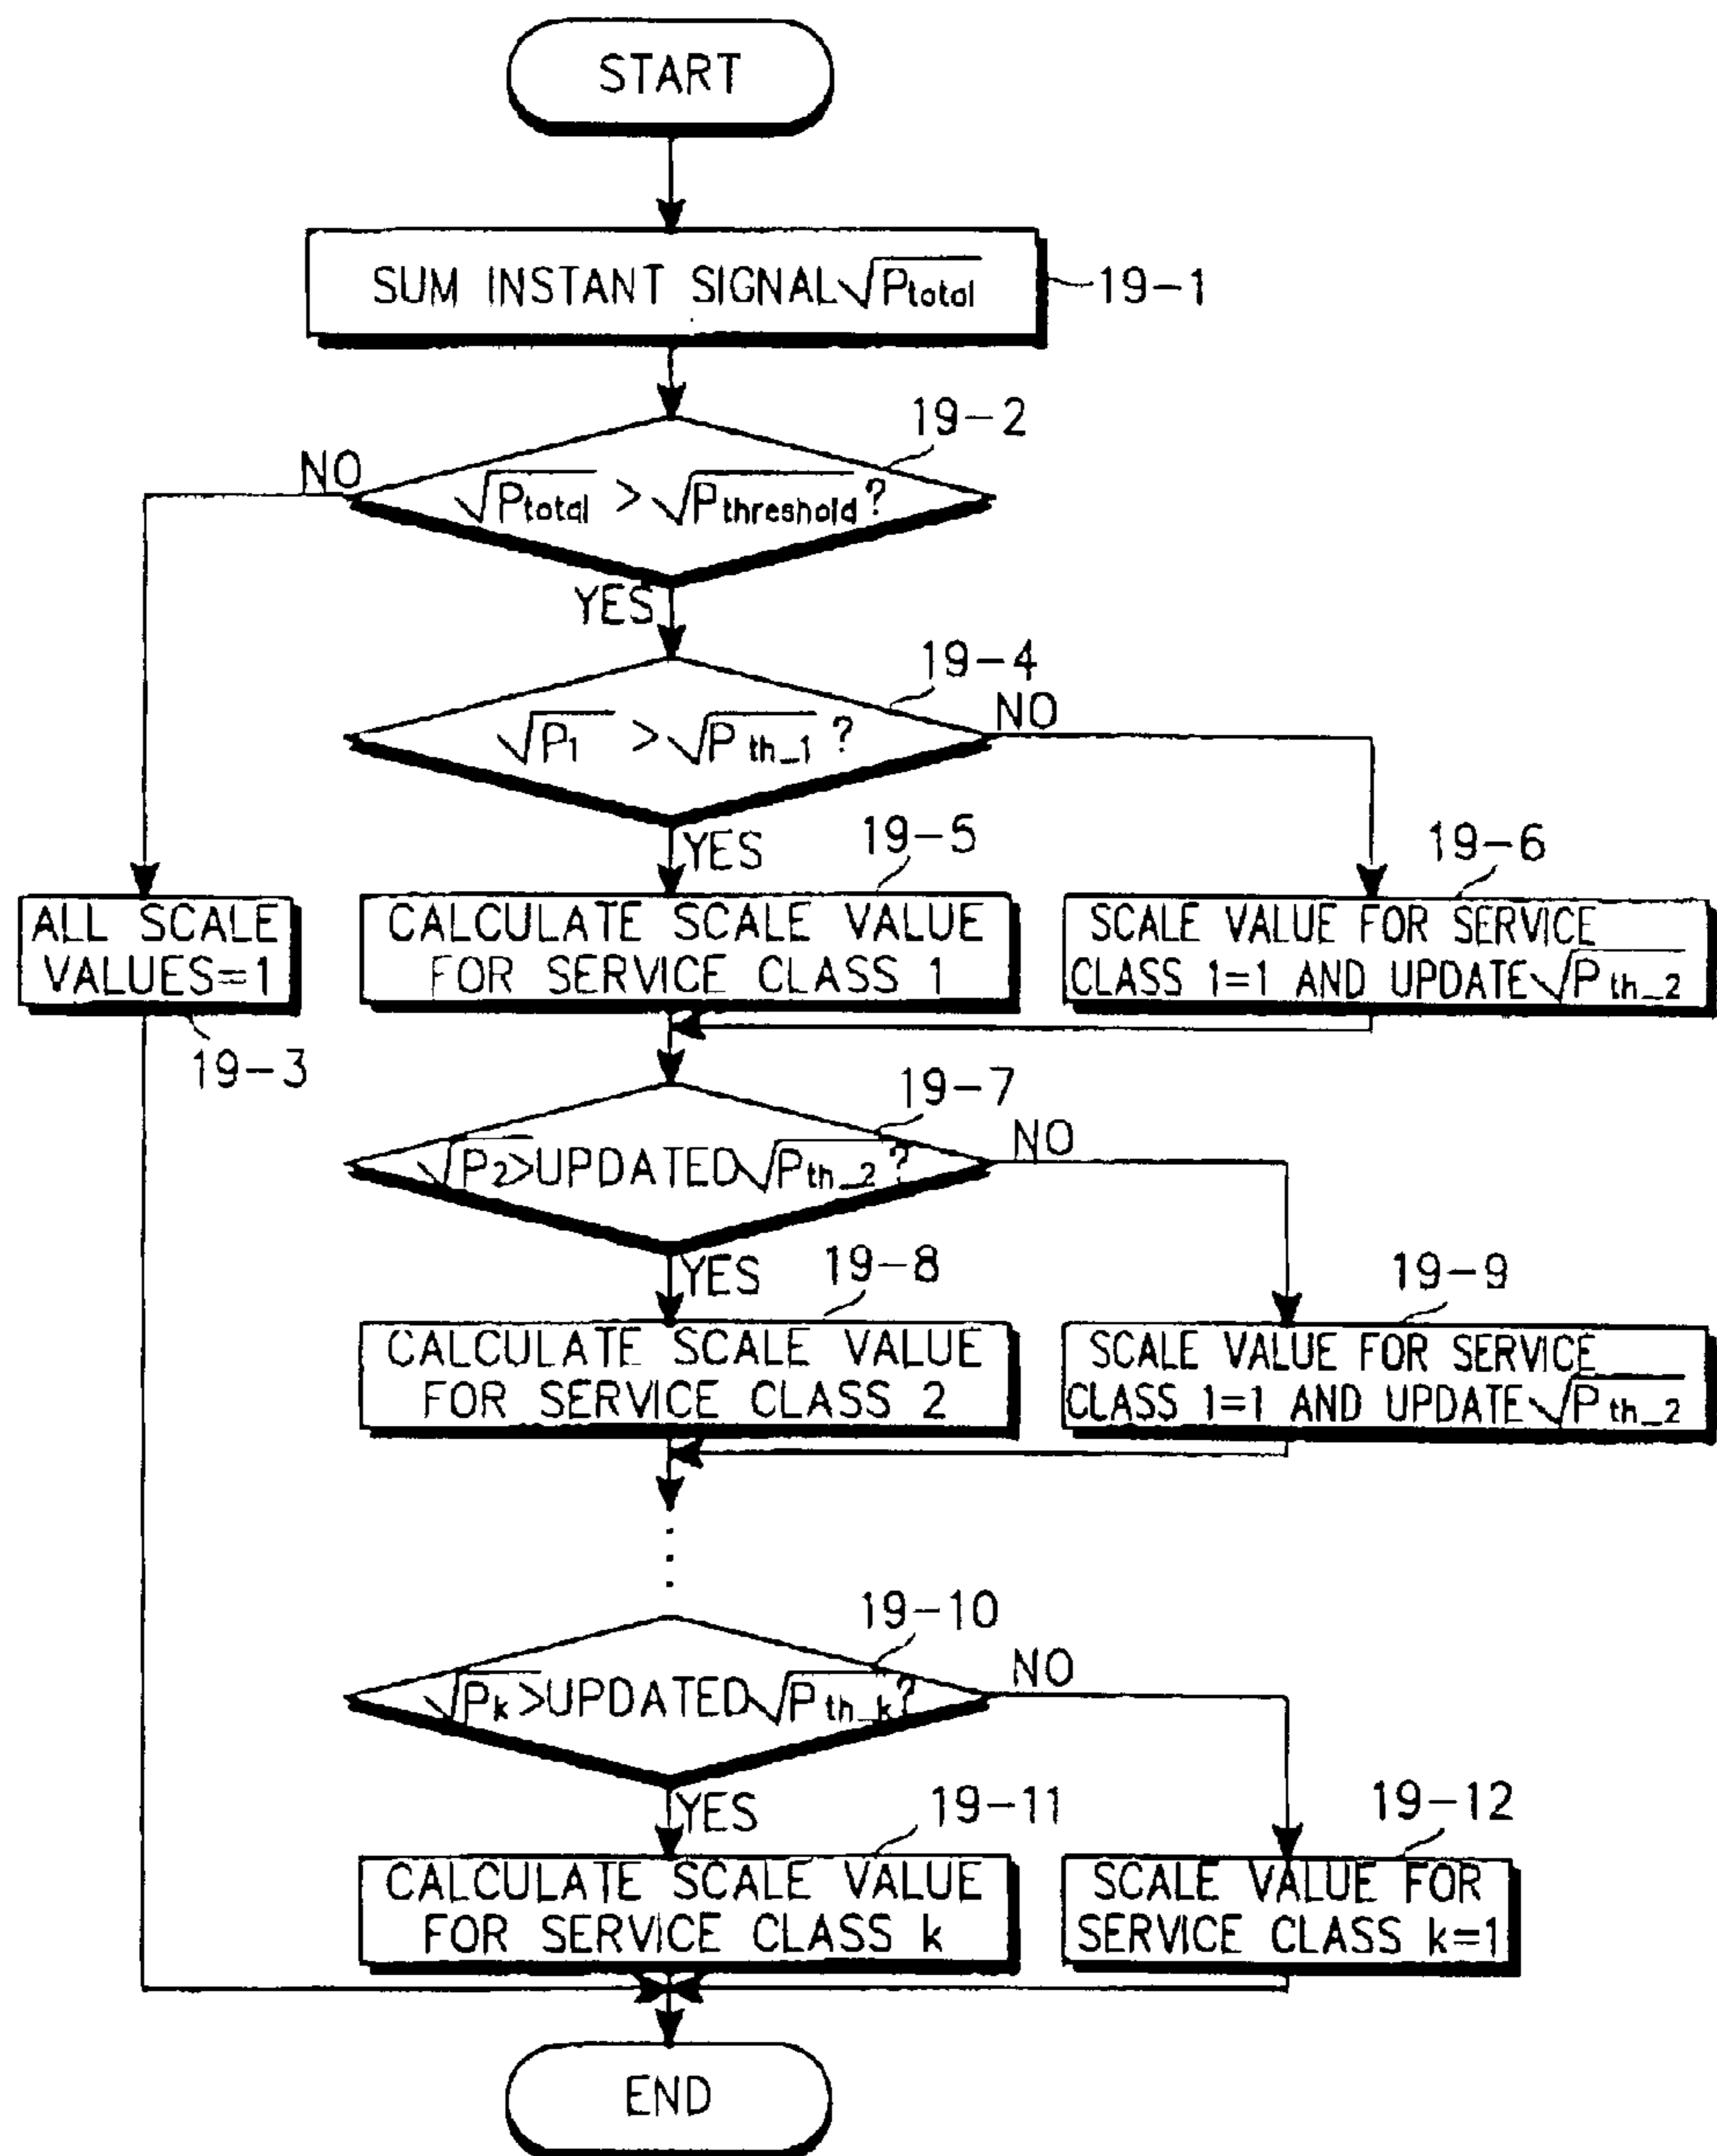 START
SUM INSTANT SIGNAL √Ptotal
19-1
19-2
NO
√Ptotal > √Pthreshold ?
YES
19-4
NO
√P1 > √Pth_1 ?
YES
19-5
19-6
ALL SCALE
VALUES=1
19-3
CALCULATE SCALE VALUE
FOR SERVICE CLASS 1
SCALE VALUE FOR SERVICE
CLASS 1=1 AND UPDATE √Pth_2
19-7
NO
√P2 > UPDATED √Pth_2 ?
YES
19-8
19-9
CALCULATE SCALE VALUE
FOR SERVICE CLASS 2
SCALE VALUE FOR SERVICE
CLASS 1=1 AND UPDATE √Pth_2
19-10
NO
√Pk > UPDATED √Pth_k ?
YES
19-11
19-12
CALCULATE SCALE VALUE
FOR SERVICE CLASS k
SCALE VALUE FOR
SERVICE CLASS k=1
END